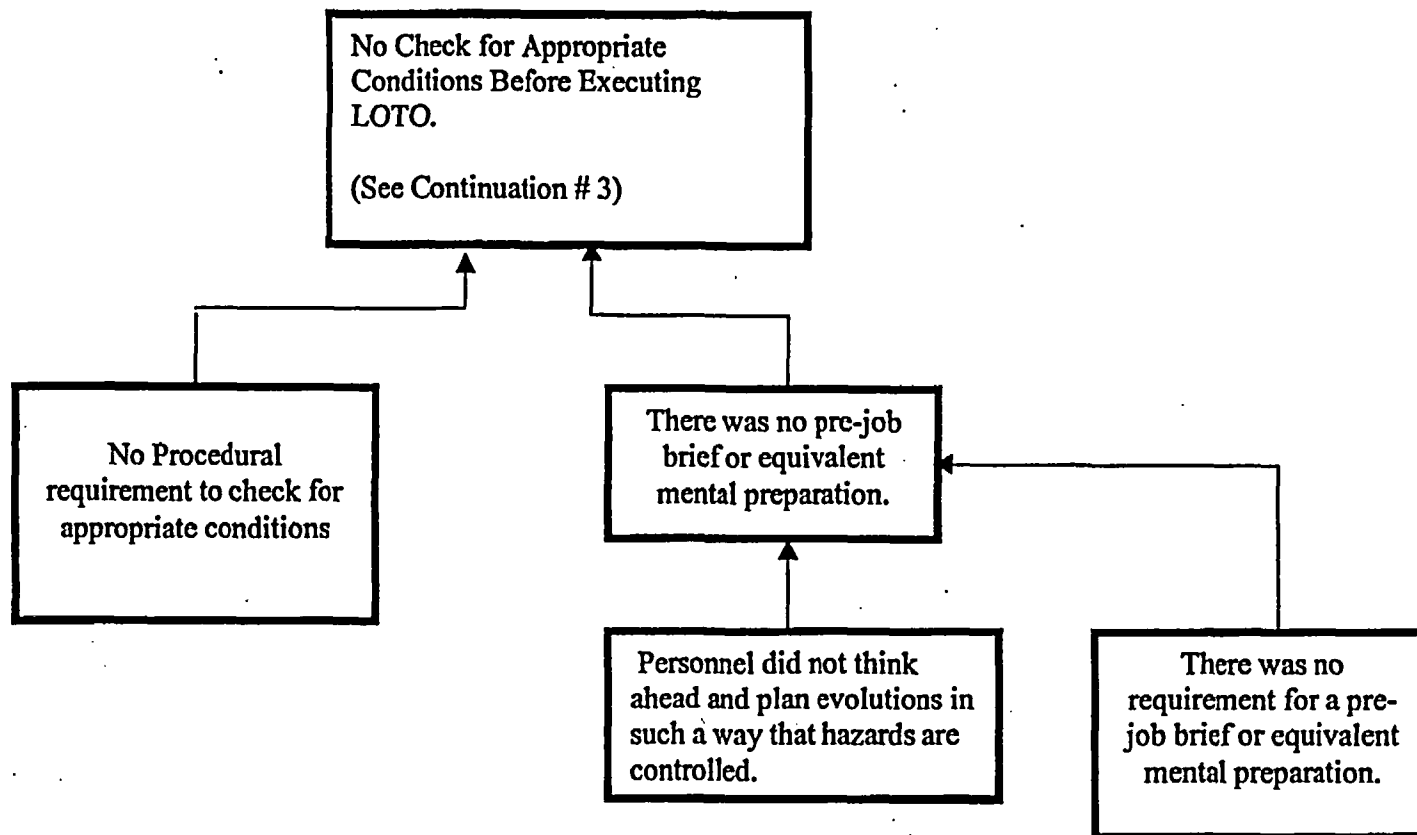 No Check for Appropriate
Conditions Before Executing
LOTO.
(See Continuation # 3)
No Procedural
requirement to check for
appropriate conditions
There was no pre-job
brief or equivalent
mental preparation.
Personnel did not think
ahead and plan evolutions in
such a way that hazards are
controlled.
There was no
requirement for a pre-
job brief or equivalent
mental preparation.